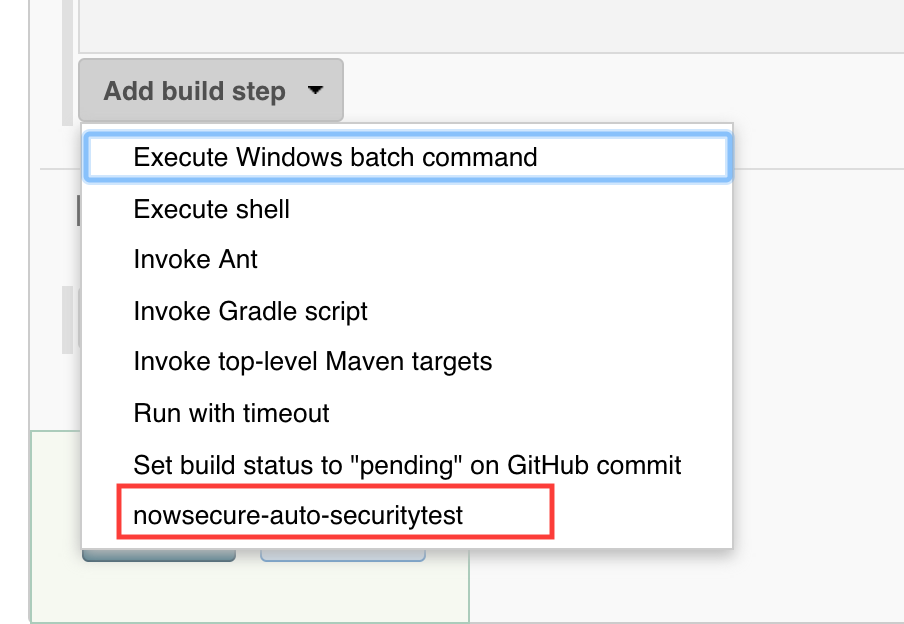 Add build step
Execute Windows batch command
Execute shell
Invoke Ant
Invoke Gradle script
Invoke top-level Maven targets
Run with timeout
Set build status to "pending" on GitHub commit
nowsecure-auto-securitytest